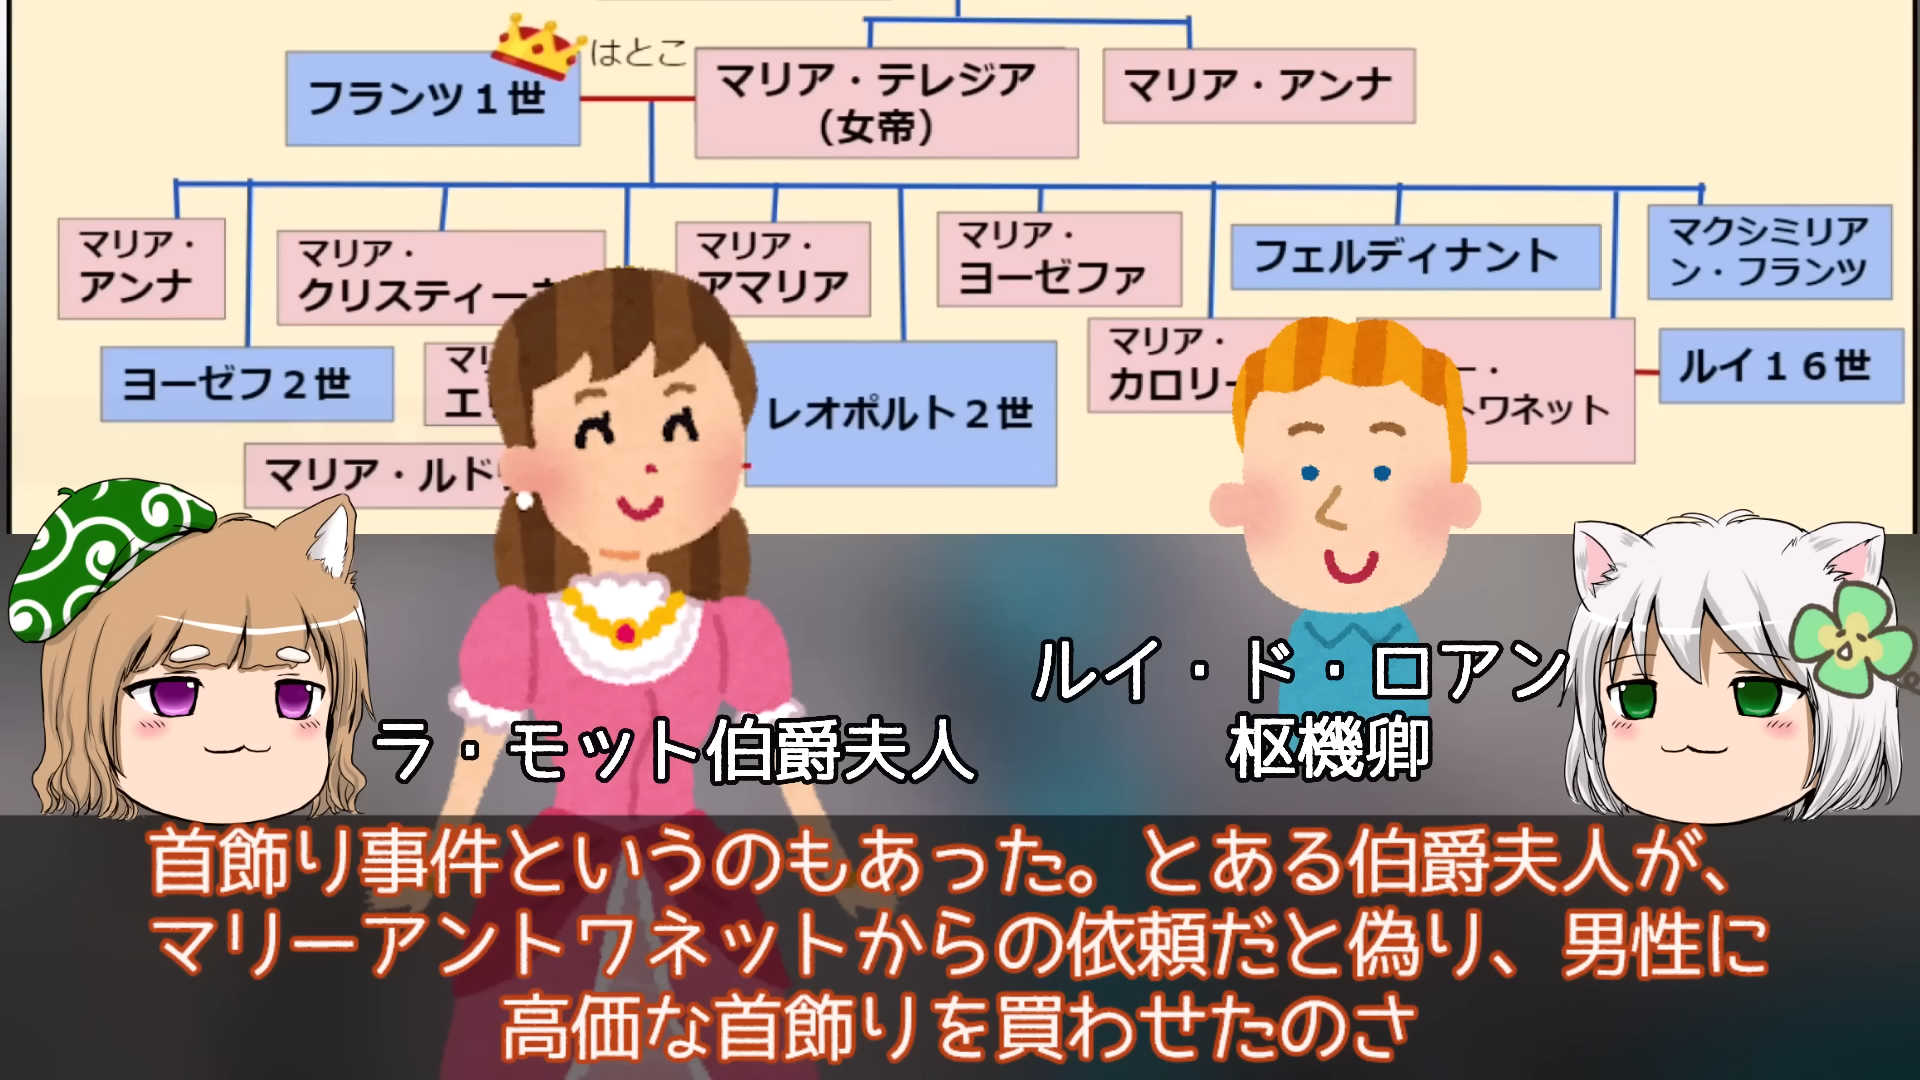 はとこ
フランツ１世
マリア・テレジア
（女帝）
マリア・アンナ
マリア・
アンナ
マリア・
クリスティー
マリア・
アマリア
マリア・
ヨーゼファ
フェルディナント
マクシミリア
ン・フランツ
ヨーゼフ２世
マリ
エ
レオポルト２世
マリア・
カロリー
ー・
トワネット
ルイ１６世
マリア・ルド
ルイ・ド・ロアン
枢機卿
ラ・モット伯爵夫人
首飾り事件というのもあった。とある伯爵夫人が、
マリーアントワネットからの依頼だと偽り、男性に
高価な首飾りを買わせたのさ